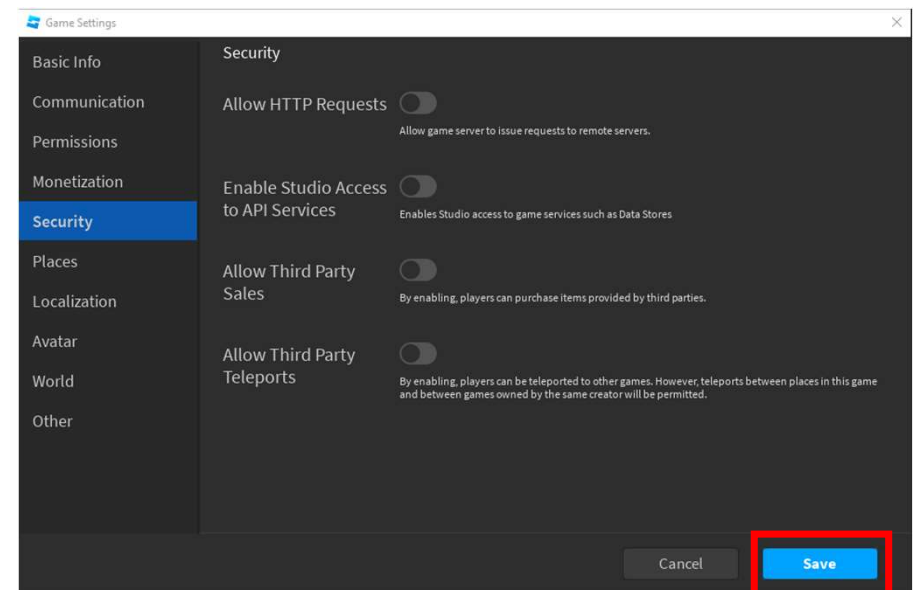 Game Settings
Basic Info
Communication
Permissions
Monetization
Security
Places
Localization
Avatar
World
Other
Security
Allow HTTP Requests
Allow game server to issue requests to remote servers.
Enable Studio Access
to API Services
Enables Studio access to game services such as Data Stores
Allow Third Party
Sales
By enabling, players can purchase items provided by third parties.
Allow Third Party
Teleports
By enabling, players can be teleported to other games. However, teleports between places in this game
and between games owned by the same creator will be permitted.
Cancel
Save